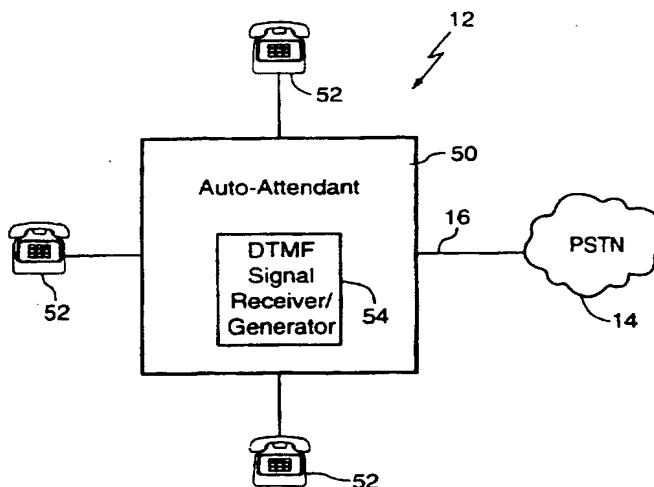 12
52
50
Auto-Attendant
16
PSTN
52
DTMF
Signal
Receiver/
Generator
54
14
52